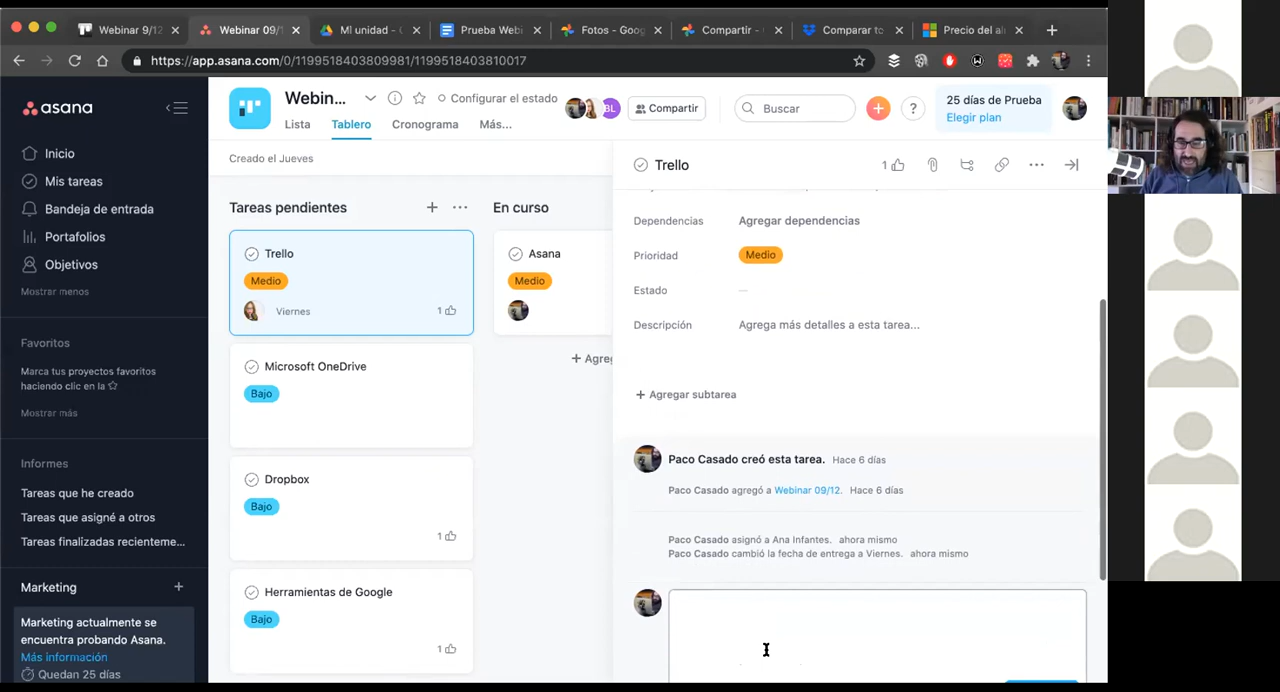 Webinar 9/12
Webinar 09/1
Mi unidad - G
Prueba Webi
Fotos - Goog
Compartir -
Comparar to
Precio del al
https://app.asana.com/0/1199518403809981/1199518403810017
asana
Inicio
Mis tareas
Bandeja de entrada
Portafolios
Objetivos
Mostrar menos
Favoritos
Marca tus proyectos favoritos
haciendo clic en la
Mostrar más
Informes
Tareas que he creado
Tareas que asigné a otros
Tareas finalizadas recienteme...
Marketing
Marketing actualmente se
encuentra probando Asana.
Más información
Quedan 25 días
Webin...
Configurar el estado
BL
Compartir
Buscar
25 días de Prueba
Elegir plan
Lista
Tablero
Cronograma
Más...
Creado el Jueves
Tareas pendientes
Trello
Medio
Viernes
1
Microsoft OneDrive
Bajo
Dropbox
Bajo
1
Herramientas de Google
Bajo
1
En curso
Asana
Medio
+ Agreg
Trello
1
Dependencias
Agregar dependencias
Prioridad
Medio
Estado
—
Descripción
Agrega más detalles a esta tarea...
+ Agregar subtarea
Paco Casado creó esta tarea. Hace 6 días
Paco Casado agregó a Webinar 09/12. Hace 6 días
Paco Casado asignó a Ana Infantes. ahora mismo
Paco Casado cambió la fecha de entrega a Viernes. ahora mismo